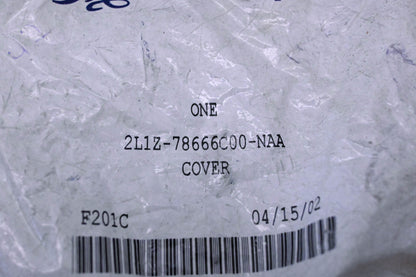 ONE
2L1Z-78666C00-NAA
COVER
F201C 04/15/02